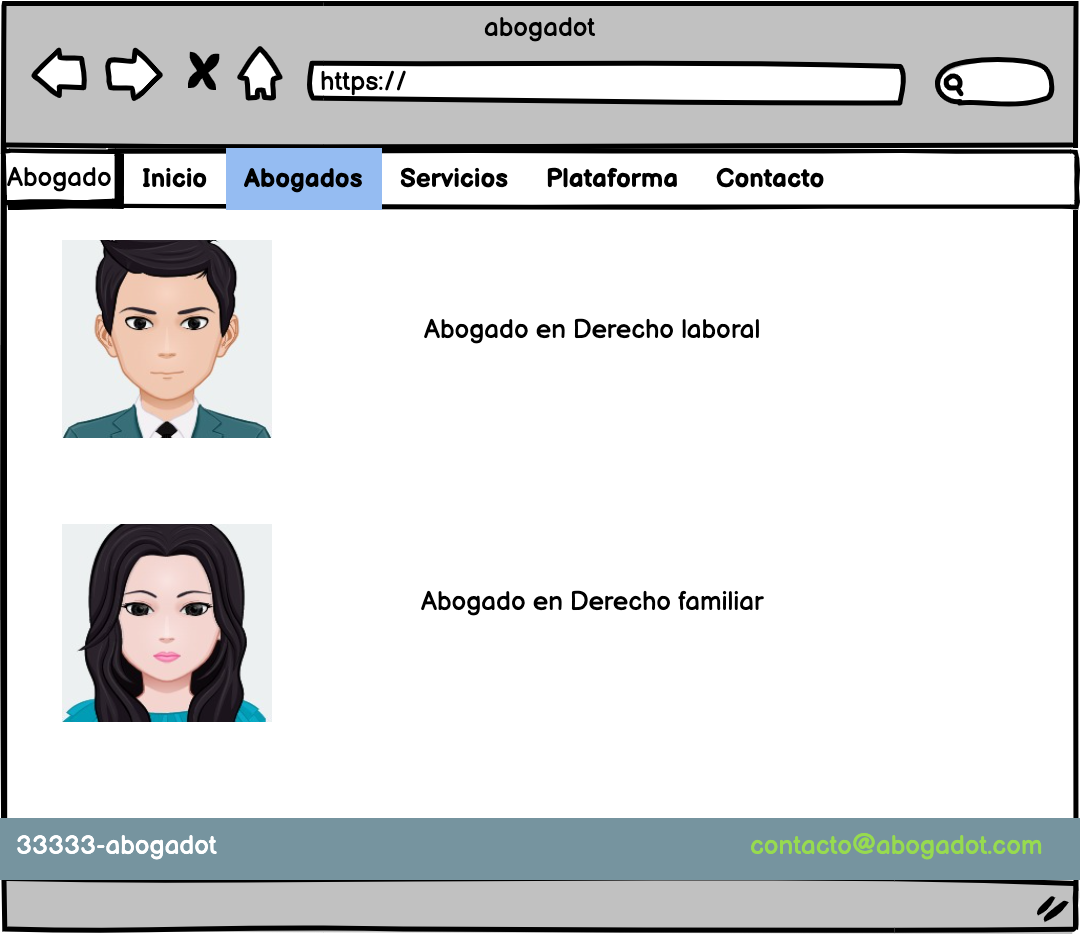 abogadot
https://
Abogado Inicio Abogados Servicios Plataforma Contacto
Abogado en Derecho laboral
Abogado en Derecho familiar
33333-abogadot contacto@abogadot.com